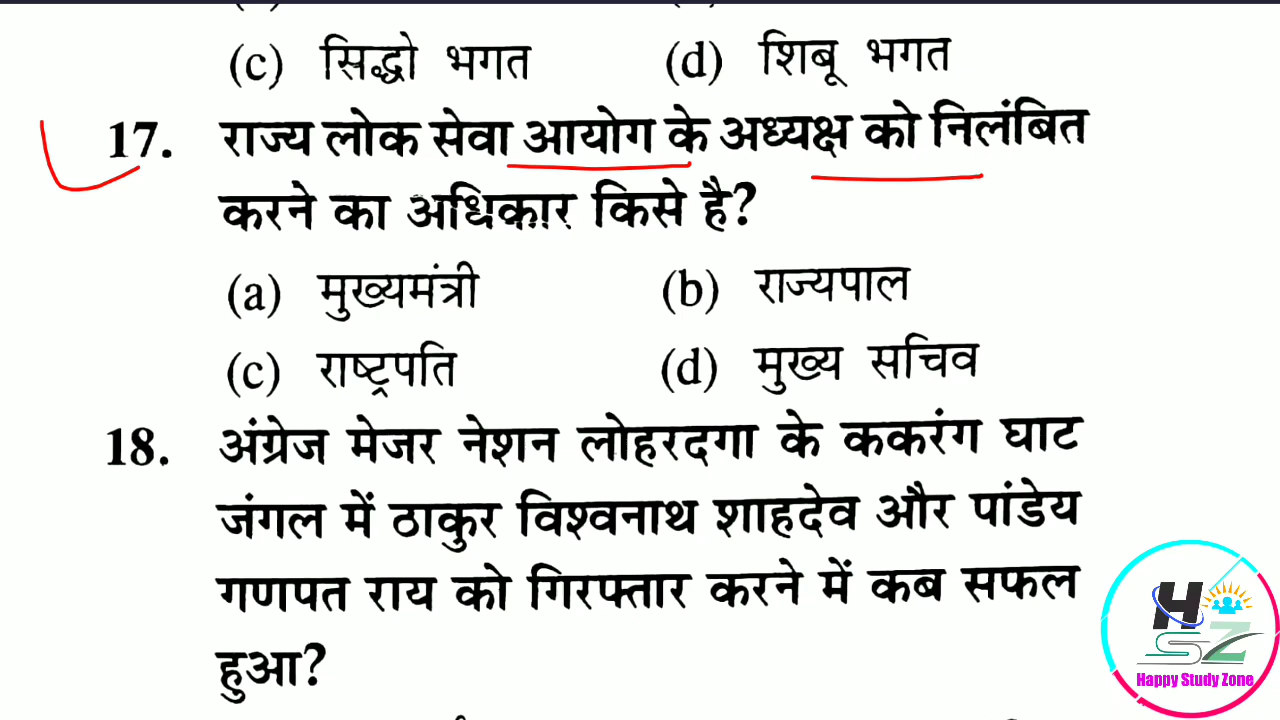 (c) सिद्धो भगत (d) शिबू भगत
17. राज्य लोक सेवा आयोग के अध्यक्ष को निलंबित
करने का अधिकार किसे है?
(a) मुख्यमंत्री (b) राज्यपाल
(c) राष्ट्रपति (d) मुख्य सचिव
18. अंग्रेज मेजर नेशन लोहरदगा के ककरंग घाट
जंगल में ठाकुर विश्वनाथ शाहदेव और पांडेय
गणपत राय को गिरफ्तार करने में कब सफल
हुआ?
HSZ
Happy Study Zone